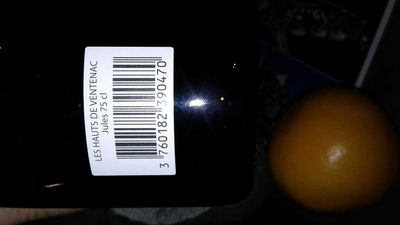 LES HAUTS DE VENTENAC
Jules 75 cl
3 760182 390470